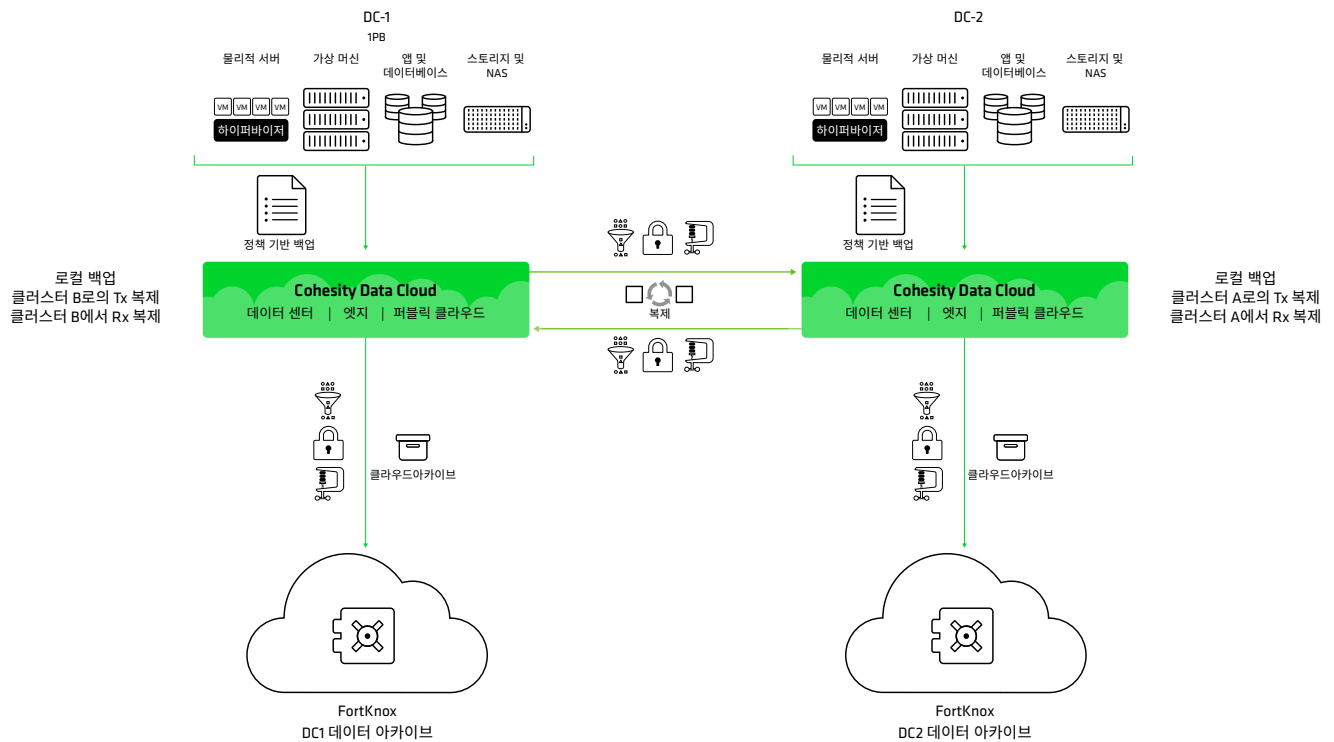 DC-1
1PB
물리적 서버
가상 머신
앱 및
데이터베이스
스토리지 및
NAS
VM VM VM VM
하이퍼바이저
정책 기반 백업
로컬 백업
클러스터 B로의 Tx 복제
클러스터 B에서 Rx 복제
Cohesity Data Cloud
데이터 센터 | 엣지 | 퍼블릭 클라우드
복제
클라우드아카이브
FortKnox
DC1 데이터 아카이브
DC-2
물리적 서버
가상 머신
앱 및
데이터베이스
스토리지 및
NAS
VM VM VM VM
하이퍼바이저
정책 기반 백업
Cohesity Data Cloud
데이터 센터 | 엣지 | 퍼블릭 클라우드
로컬 백업
클러스터 A로의 Tx 복제
클러스터 A에서 Rx 복제
클라우드아카이브
FortKnox
DC2 데이터 아카이브